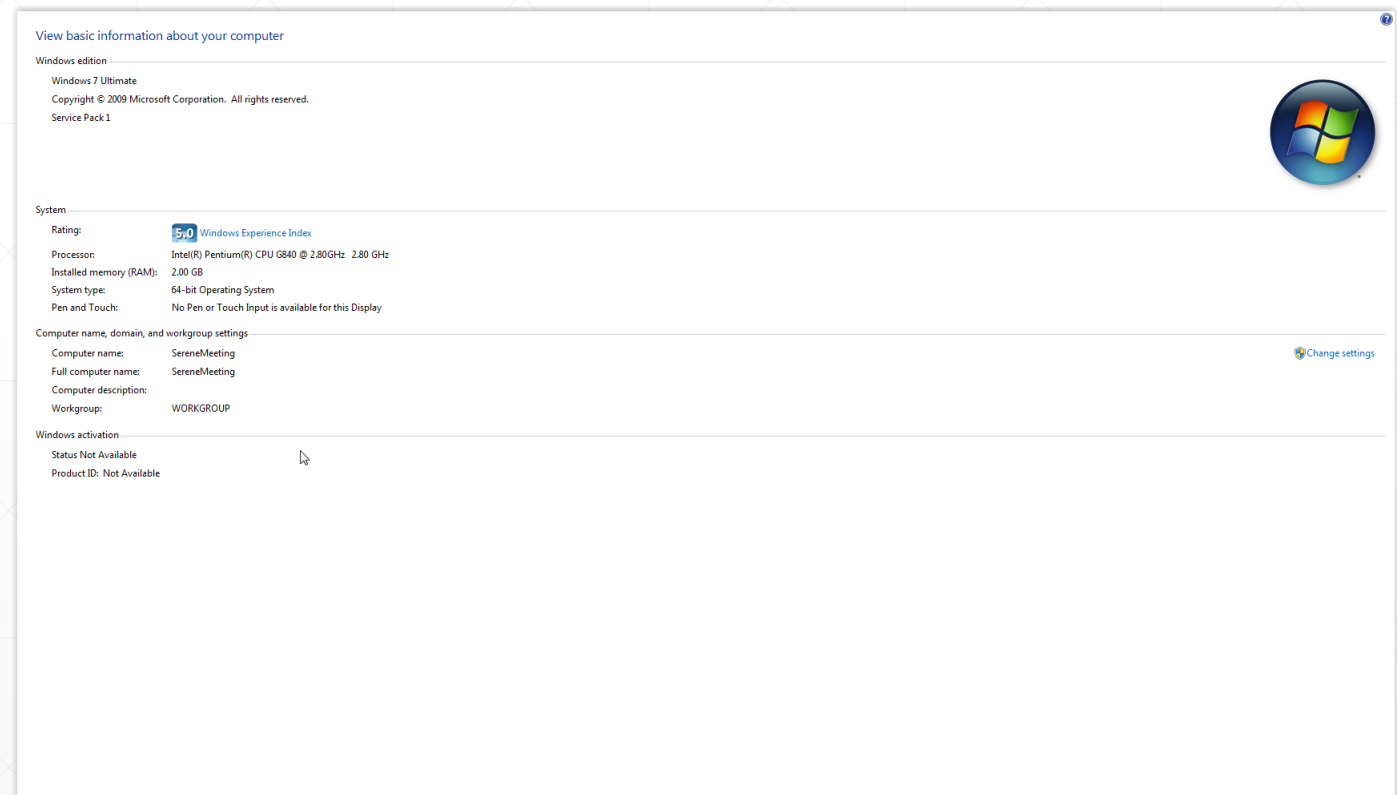 View basic information about your computer
Windows edition
Windows 7 Ultimate
Copyright © 2009 Microsoft Corporation. All rights reserved.
Service Pack 1
System
Rating: 5.0 Windows Experience Index
Processor: Intel(R) Pentium(R) CPU G840 @ 2.80GHz 2.80 GHz
Installed memory (RAM): 2.00 GB
System type: 64-bit Operating System
Pen and Touch: No Pen or Touch Input is available for this Display
Computer name, domain, and workgroup settings
Computer name: SereneMeeting Change settings
Full computer name: SereneMeeting
Computer description:
Workgroup: WORKGROUP
Windows activation
Status Not Available
Product ID: Not Available